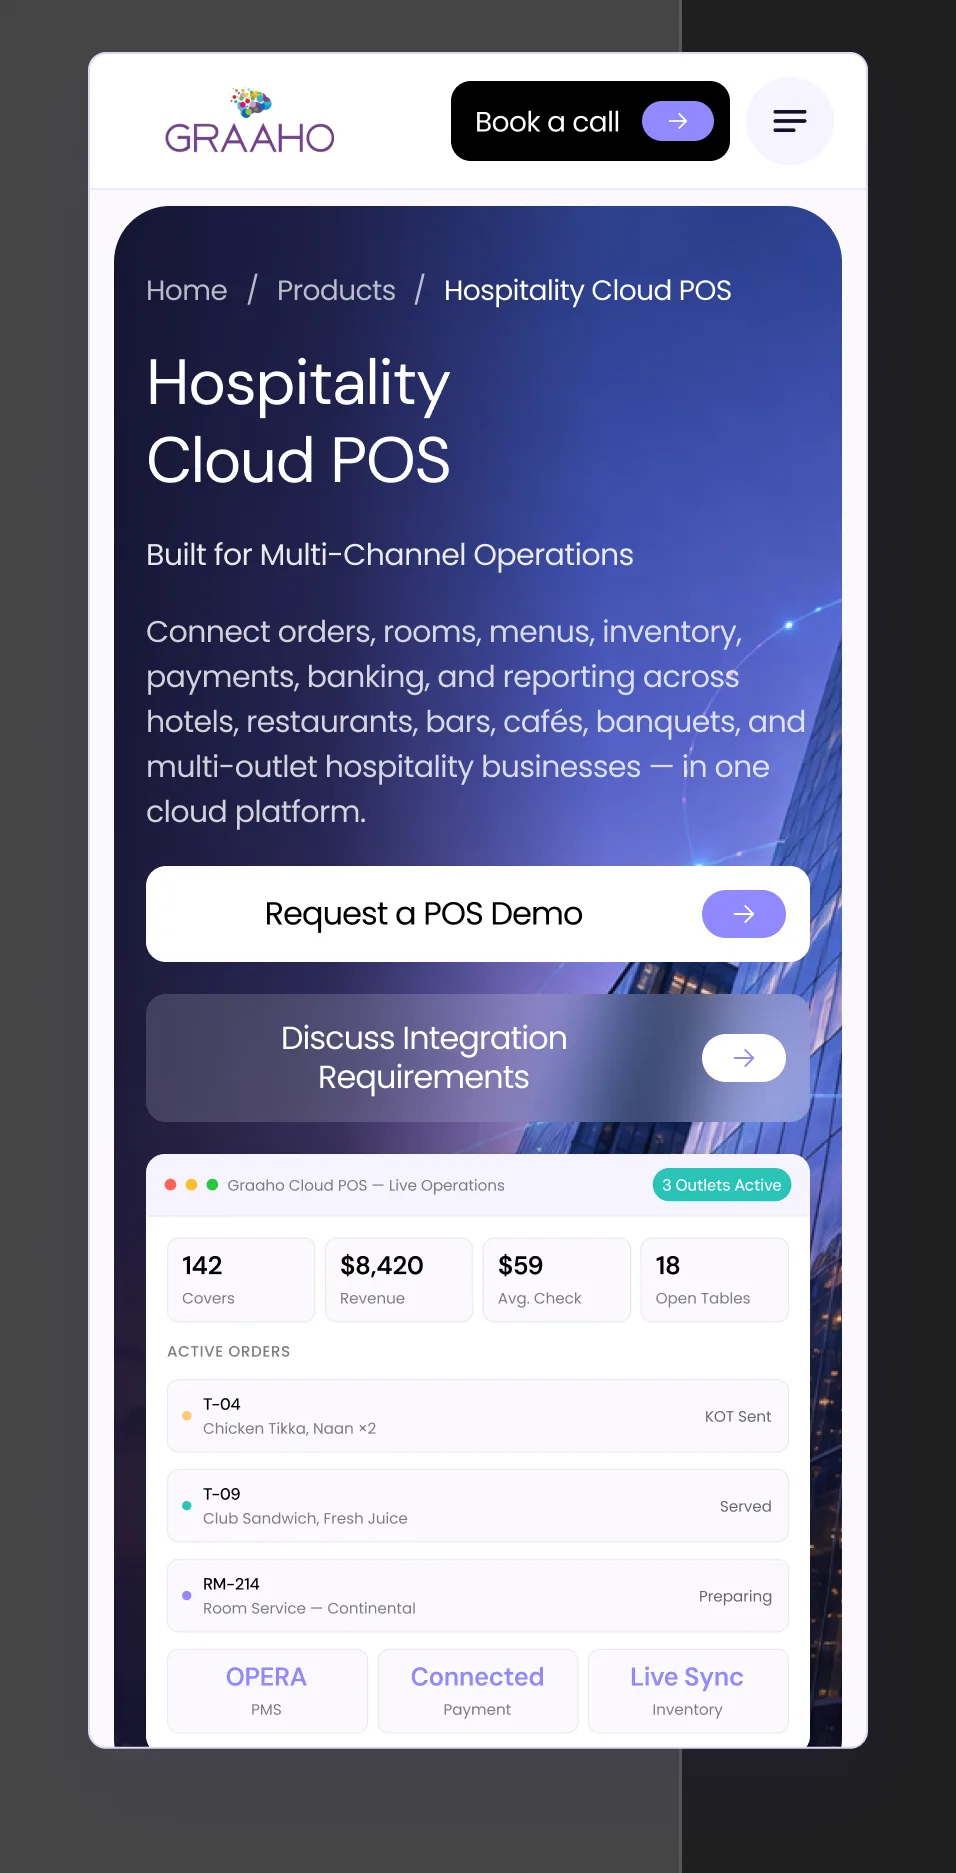 GRAAHO
Book a call
Home / Products / Hospitality Cloud POS
Hospitality
Cloud POS
Built for Multi-Channel Operations
Connect orders, rooms, menus, inventory,
payments, banking, and reporting across
hotels, restaurants, bars, cafés, banquets, and
multi-outlet hospitality businesses — in one
cloud platform.
Request a POS Demo
Discuss Integration
Requirements
Graaho Cloud POS — Live Operations
3 Outlets Active
142
Covers
$8,420
Revenue
$59
Avg. Check
18
Open Tables
ACTIVE ORDERS
T-04
Chicken Tikka, Naan ×2
KOT Sent
T-09
Club Sandwich, Fresh Juice
Served
RM-214
Room Service — Continental
Preparing
OPERA
PMS
Connected
Payment
Live Sync
Inventory